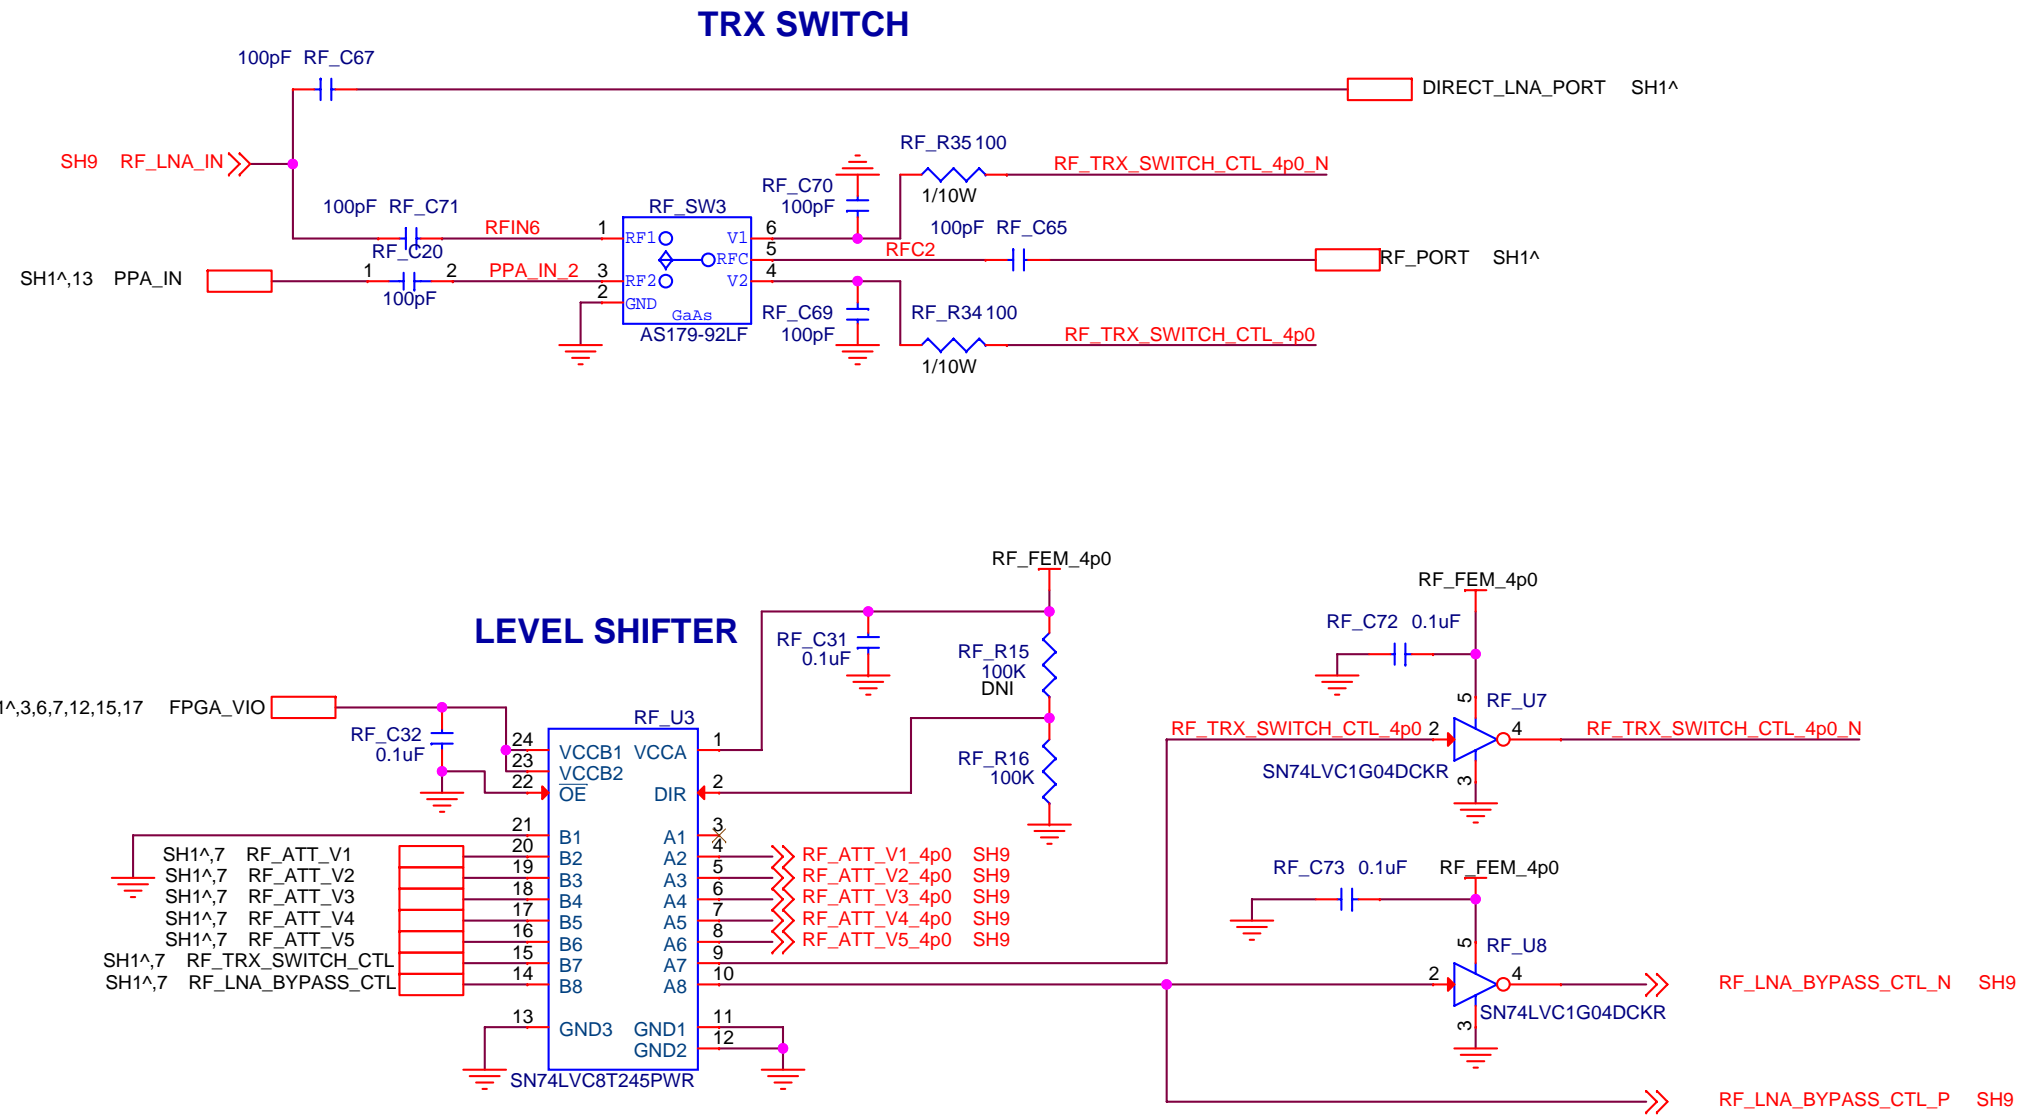 TRX SWITCH
100pF RF_C67
DIRECT_LNA_PORT SH1^
RF_R35 100
SH9 RF_LNA_IN
RF_TRX_SWITCH_CTL_4p0_N
RF_C70
100pF
1/10W
100pF RF_C71
RF_SW3
RFIN6
1
RF1
V1
6
100pF RF_C65
RF_C20
RFC
5
RFC2
RF_PORT SH1^
SH1^,13 PPA_IN
1
2
100pF
PPA_IN_2
3
RF2
V2
4
2
GND
GaAs
AS179-92LF
RF_C69
100pF
RF_R34 100
RF_TRX_SWITCH_CTL_4p0
1/10W
RF_FEM_4p0
RF_FEM_4p0
LEVEL SHIFTER
RF_C31
0.1uF
RF_R15
100K
DNI
RF_C72 0.1uF
1^,3,6,7,12,15,17 FPGA_VIO
RF_U3
RF_C32
0.1uF
5
RF_U7
RF_TRX_SWITCH_CTL_4p0 2
4
RF_TRX_SWITCH_CTL_4p0_N
SN74LVC1G04DCKR
3
24 VCCB1 VCCA 1
23 VCCB2
22 OE DIR 2
RF_R16
100K
21 B1 A1 3
SH1^,7 RF_ATT_V1 20 B2 A2 4 RF_ATT_V1_4p0 SH9
SH1^,7 RF_ATT_V2 19 B3 A3 5 RF_ATT_V2_4p0 SH9
SH1^,7 RF_ATT_V3 18 B4 A4 6 RF_ATT_V3_4p0 SH9
SH1^,7 RF_ATT_V4 17 B5 A5 7 RF_ATT_V4_4p0 SH9
SH1^,7 RF_ATT_V5 16 B6 A6 8 RF_ATT_V5_4p0 SH9
SH1^,7 RF_TRX_SWITCH_CTL 15 B7 A7 9
SH1^,7 RF_LNA_BYPASS_CTL 14 B8 A8 10
13 GND3 GND1 11
GND2 12
SN74LVC8T245PWR
RF_C73 0.1uF
RF_FEM_4p0
5
RF_U8
2
4
RF_LNA_BYPASS_CTL_N SH9
SN74LVC1G04DCKR
3
RF_LNA_BYPASS_CTL_P SH9